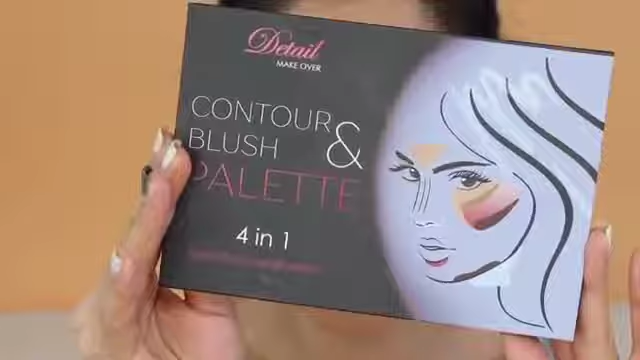 Detail
MAKE OVER
CONTOUR
BLUSH &
PALETTE
4 in 1